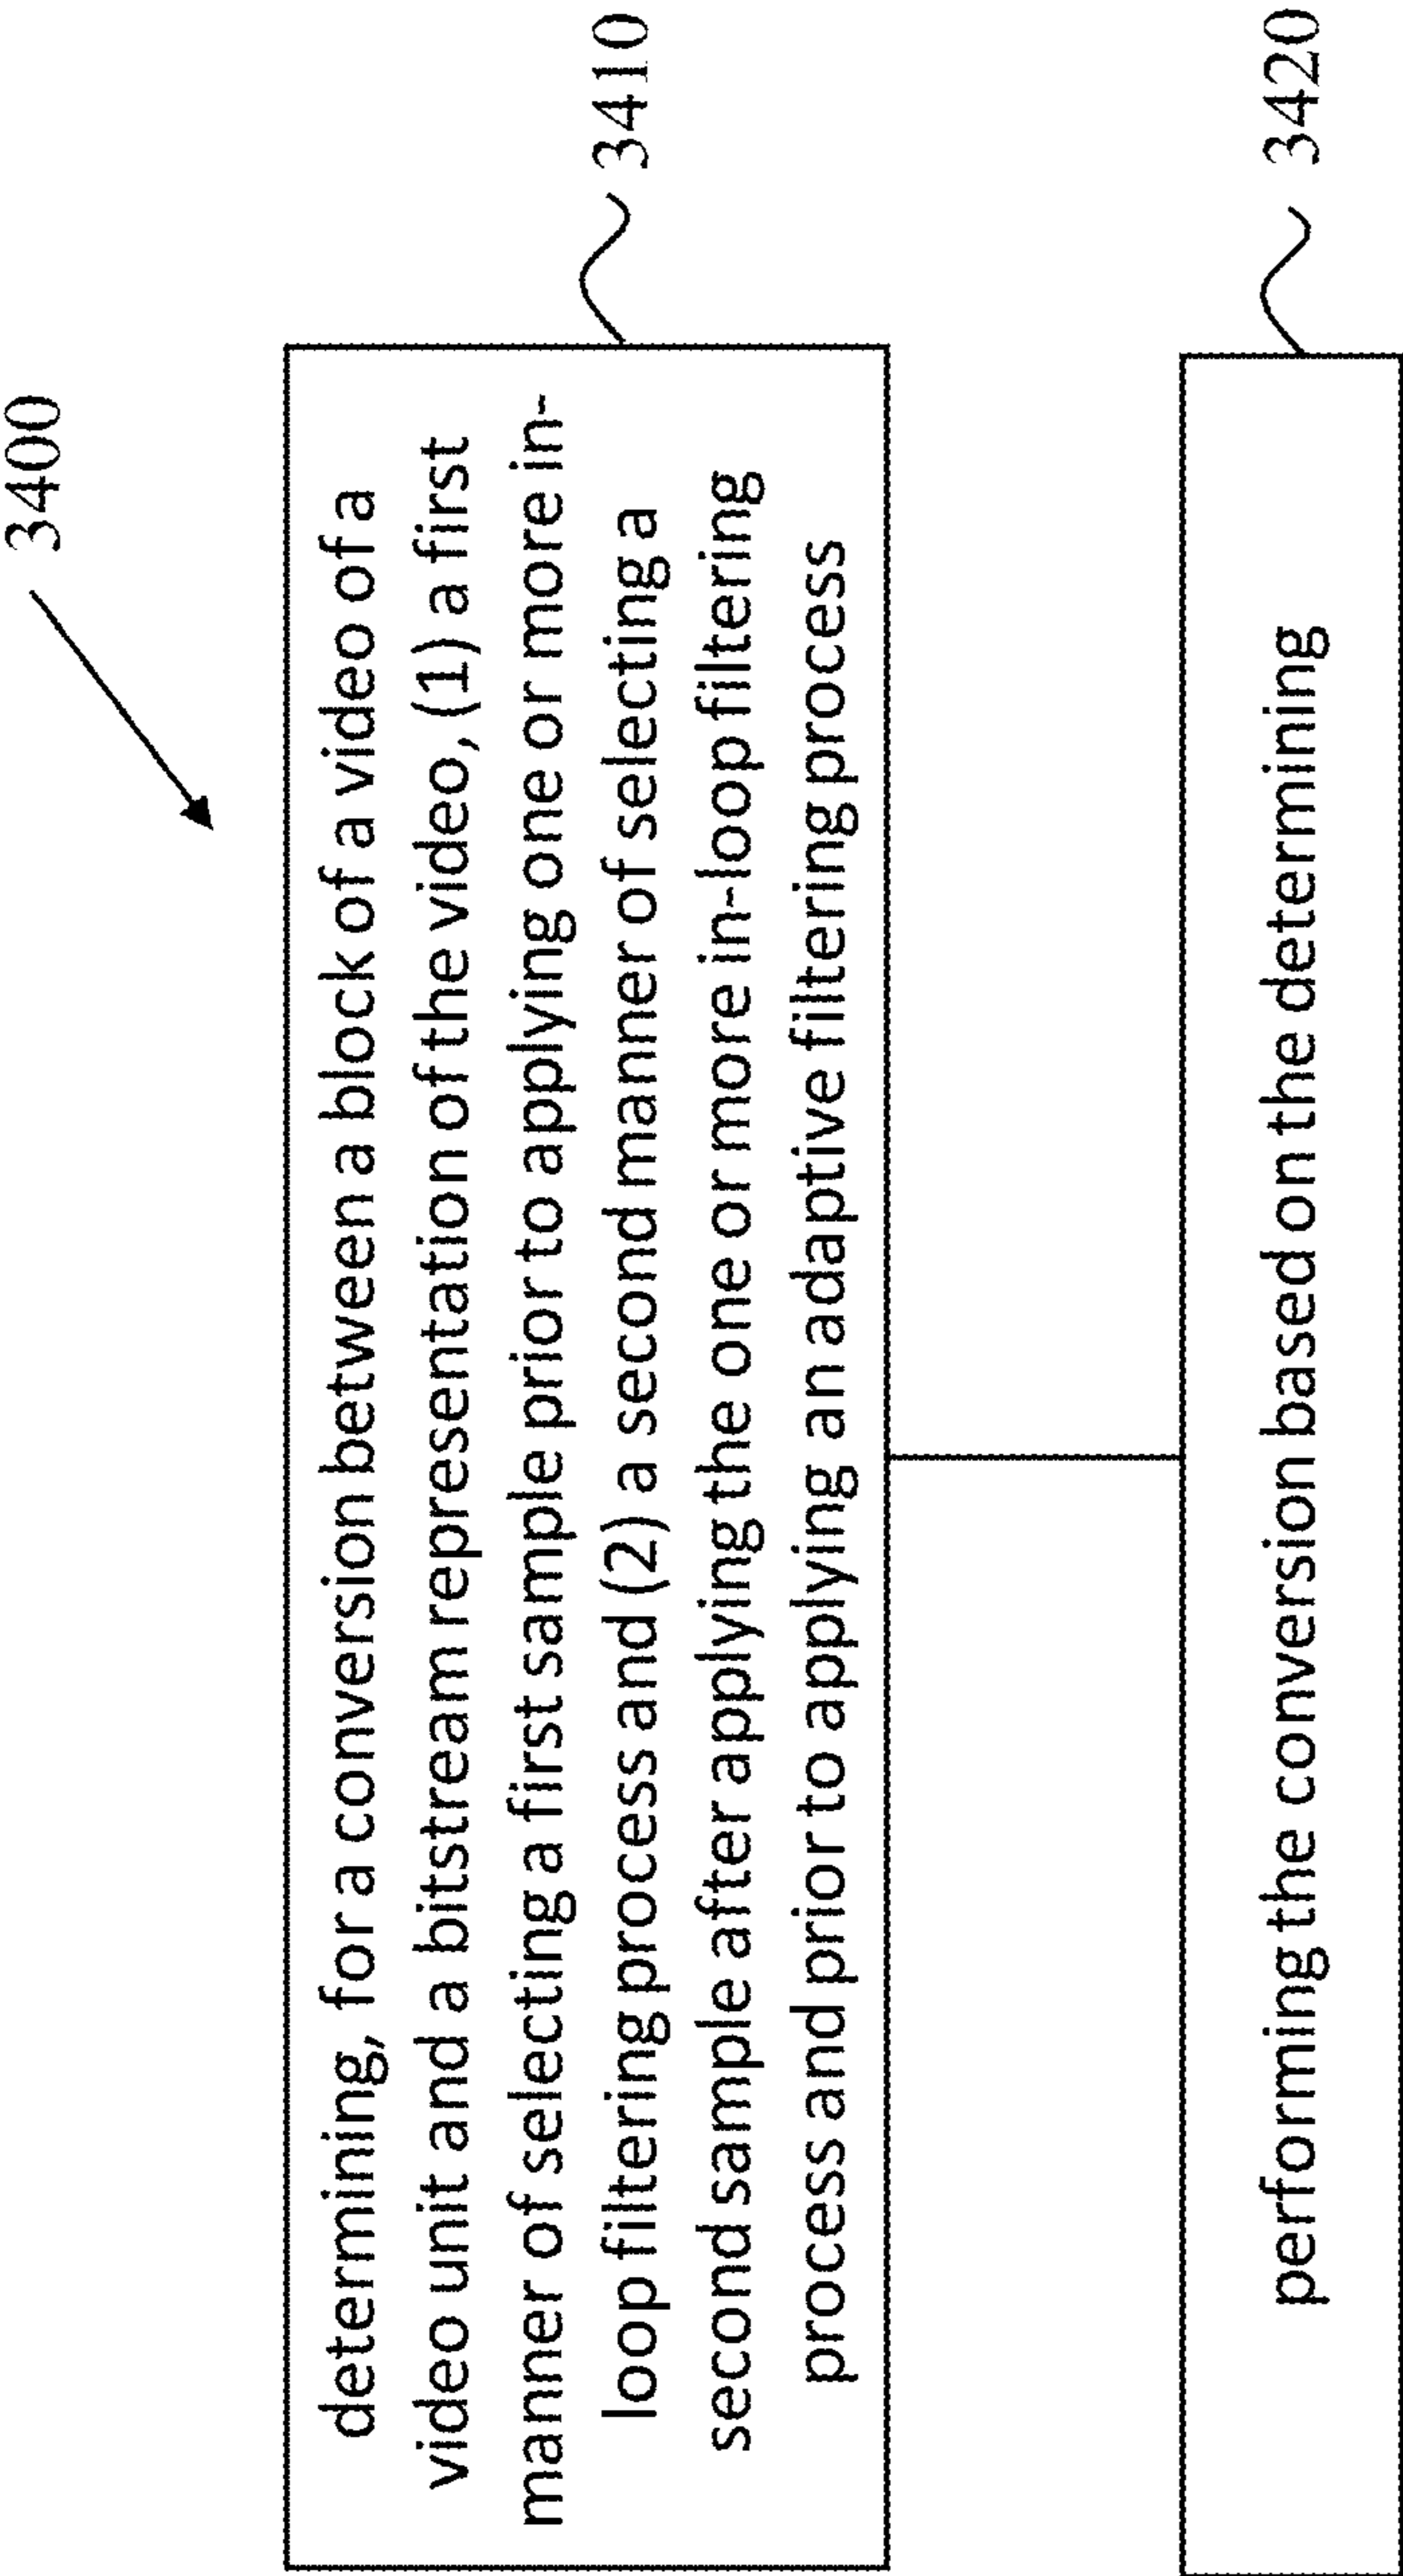 3400
determining, for a conversion between a block of a video of a
video unit and a bitstream representation of the video, (1) a first
manner of selecting a first sample prior to applying one or more in-
loop filtering process and (2) a second manner of selecting a
second sample after applying the one or more in-loop filtering
process and prior to applying an adaptive filtering process
3410
performing the conversion based on the determining
3420